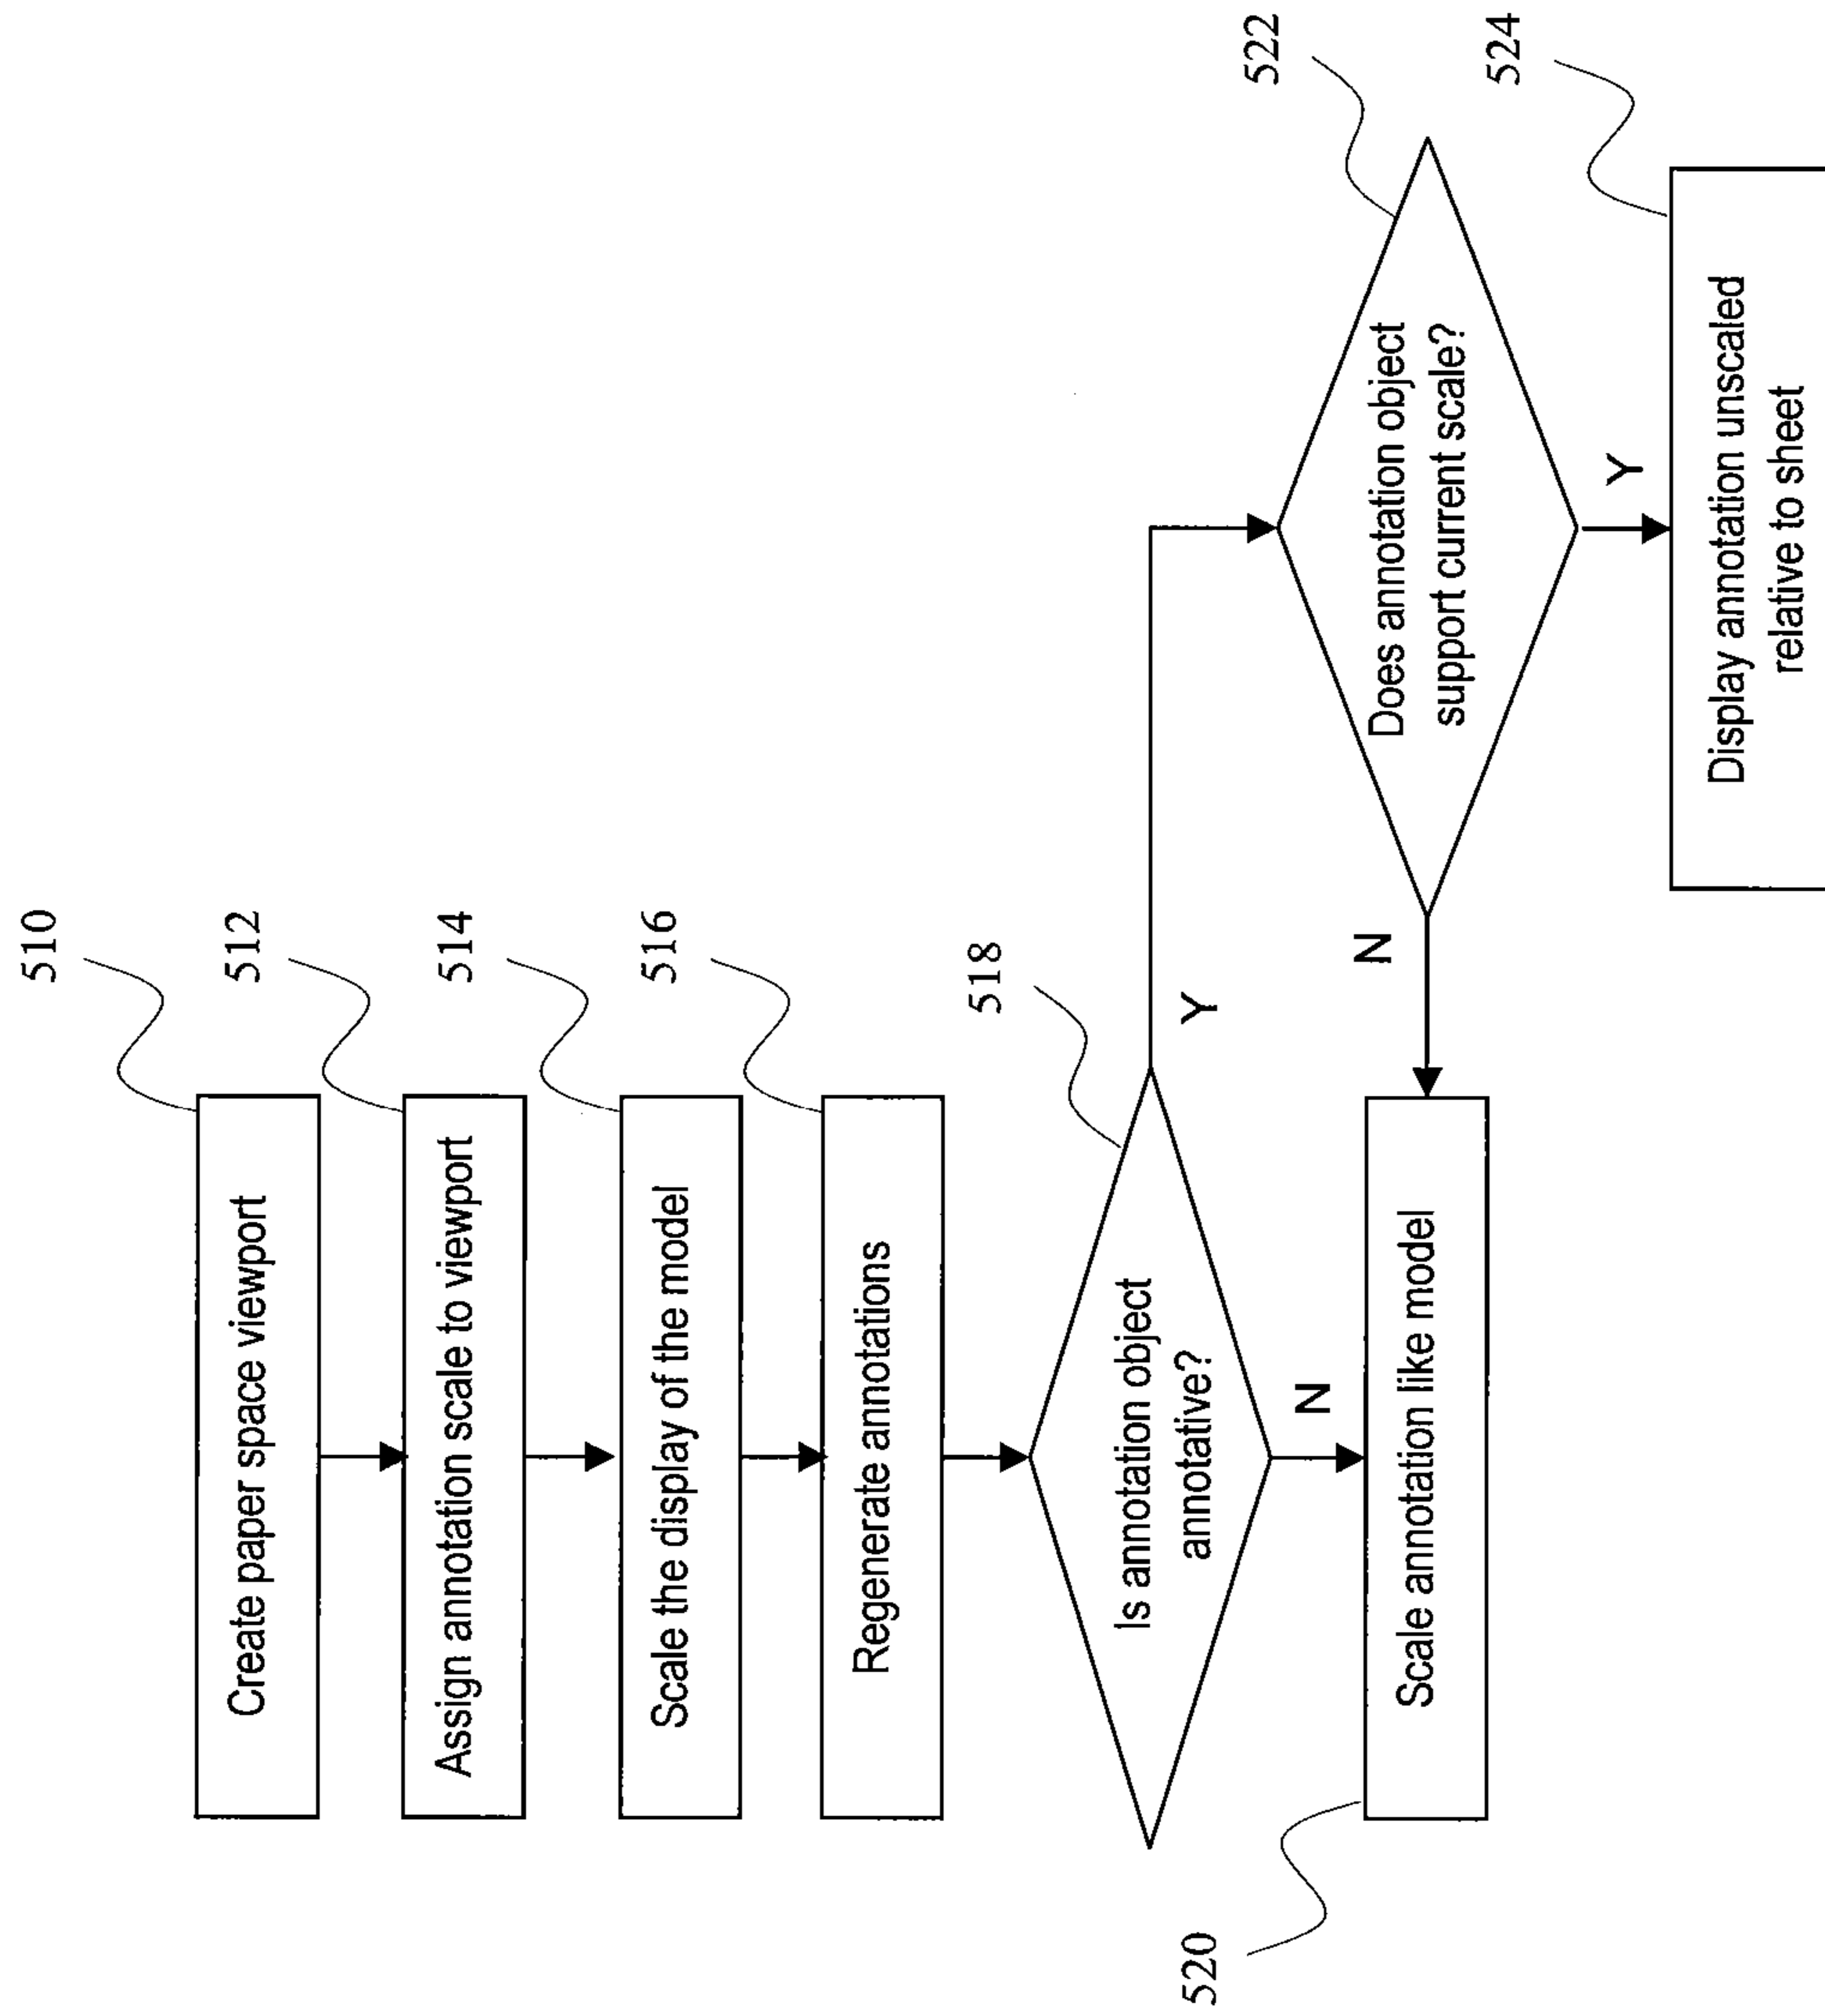 510
Create paper space viewport
512
Assign annotation scale to viewport
514
Scale the display of the model
516
Regenerate annotations
518
Is annotation object
annotative?
Y
N
522
Does annotation object
support current scale?
N
Y
520
Scale annotation like model
524
Display annotation unscaled
relative to sheet